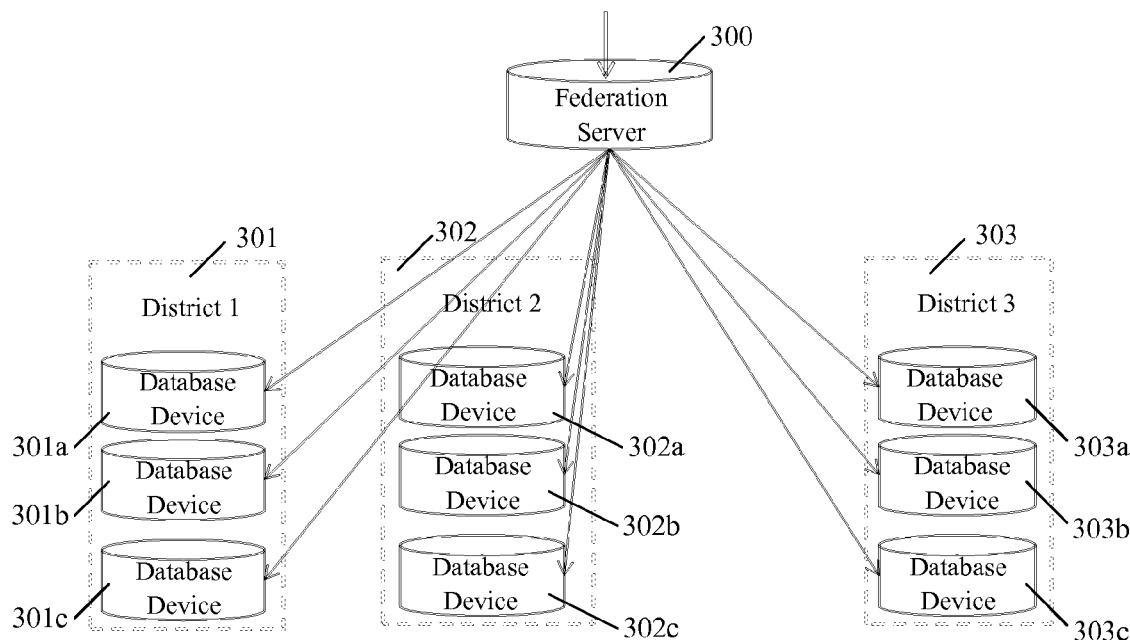 300
Federation
Server
301
302
303
District 1
District 2
District 3
Database
Device
301a
Database
Device
302a
Database
Device
303a
Database
Device
301b
Database
Device
302b
Database
Device
303b
Database
Device
301c
Database
Device
302c
Database
Device
303c